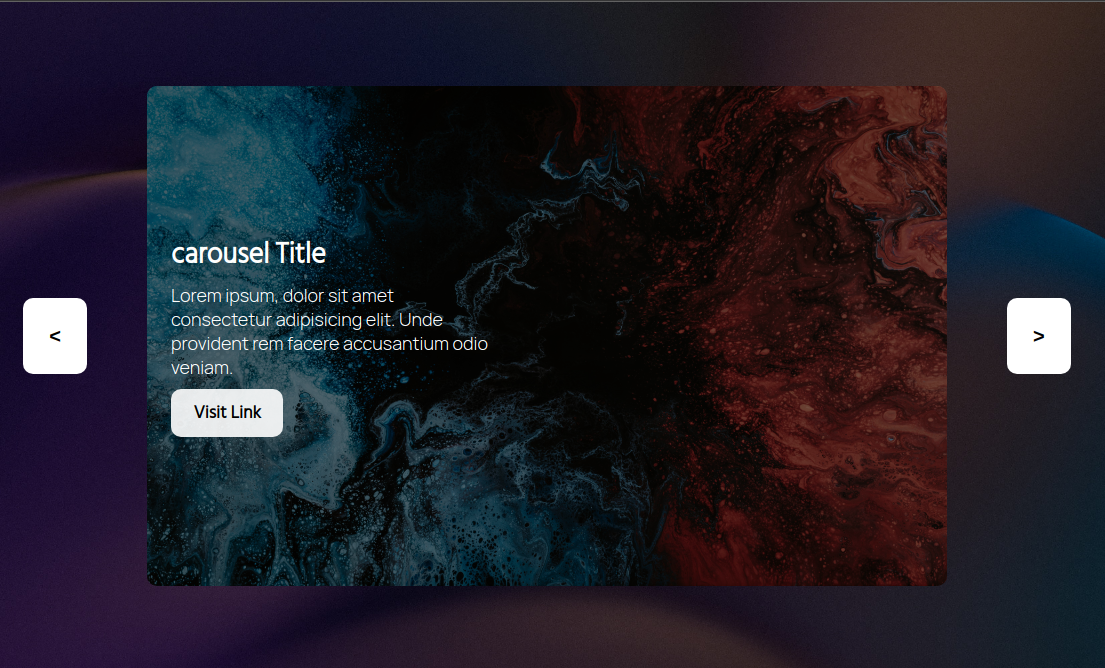 carousel Title
Lorem ipsum, dolor sit amet
consectetur adipisicing elit. Unde
provident rem facere accusantium odio
veniam.
<
>
Visit Link